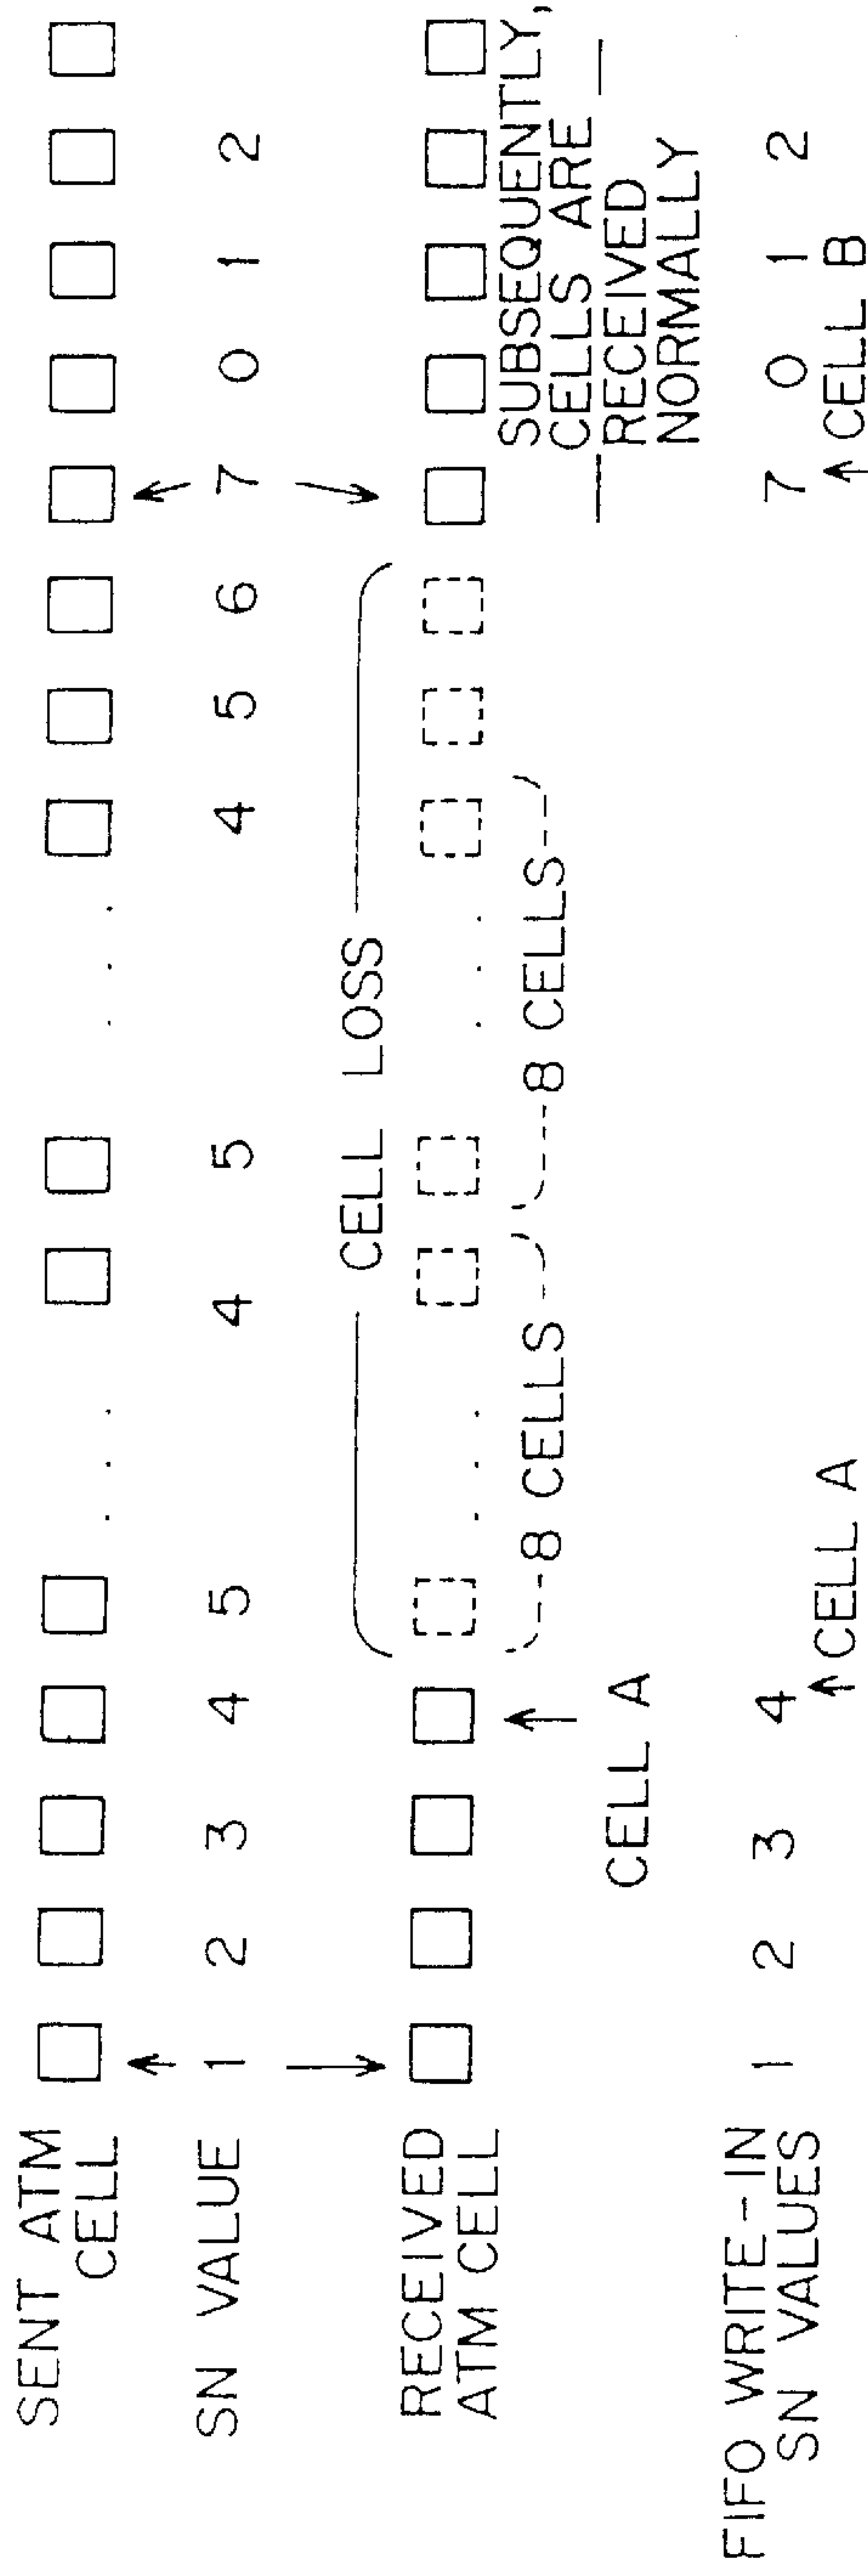 SENT ATM
CELL
SN VALUE 1 2 3 4 5 . . . 4 5 . . . 4 5 6 7 0 1 2
CELL LOSS
RECEIVED
ATM CELL
. . . . . .
8 CELLS 8 CELLS
CELL A
SUBSEQUENTLY,
CELLS ARE
RECEIVED
NORMALLY
FIFO WRITE-IN
SN VALUES
1 2 3 4 7 0 1 2
CELL A CELL B